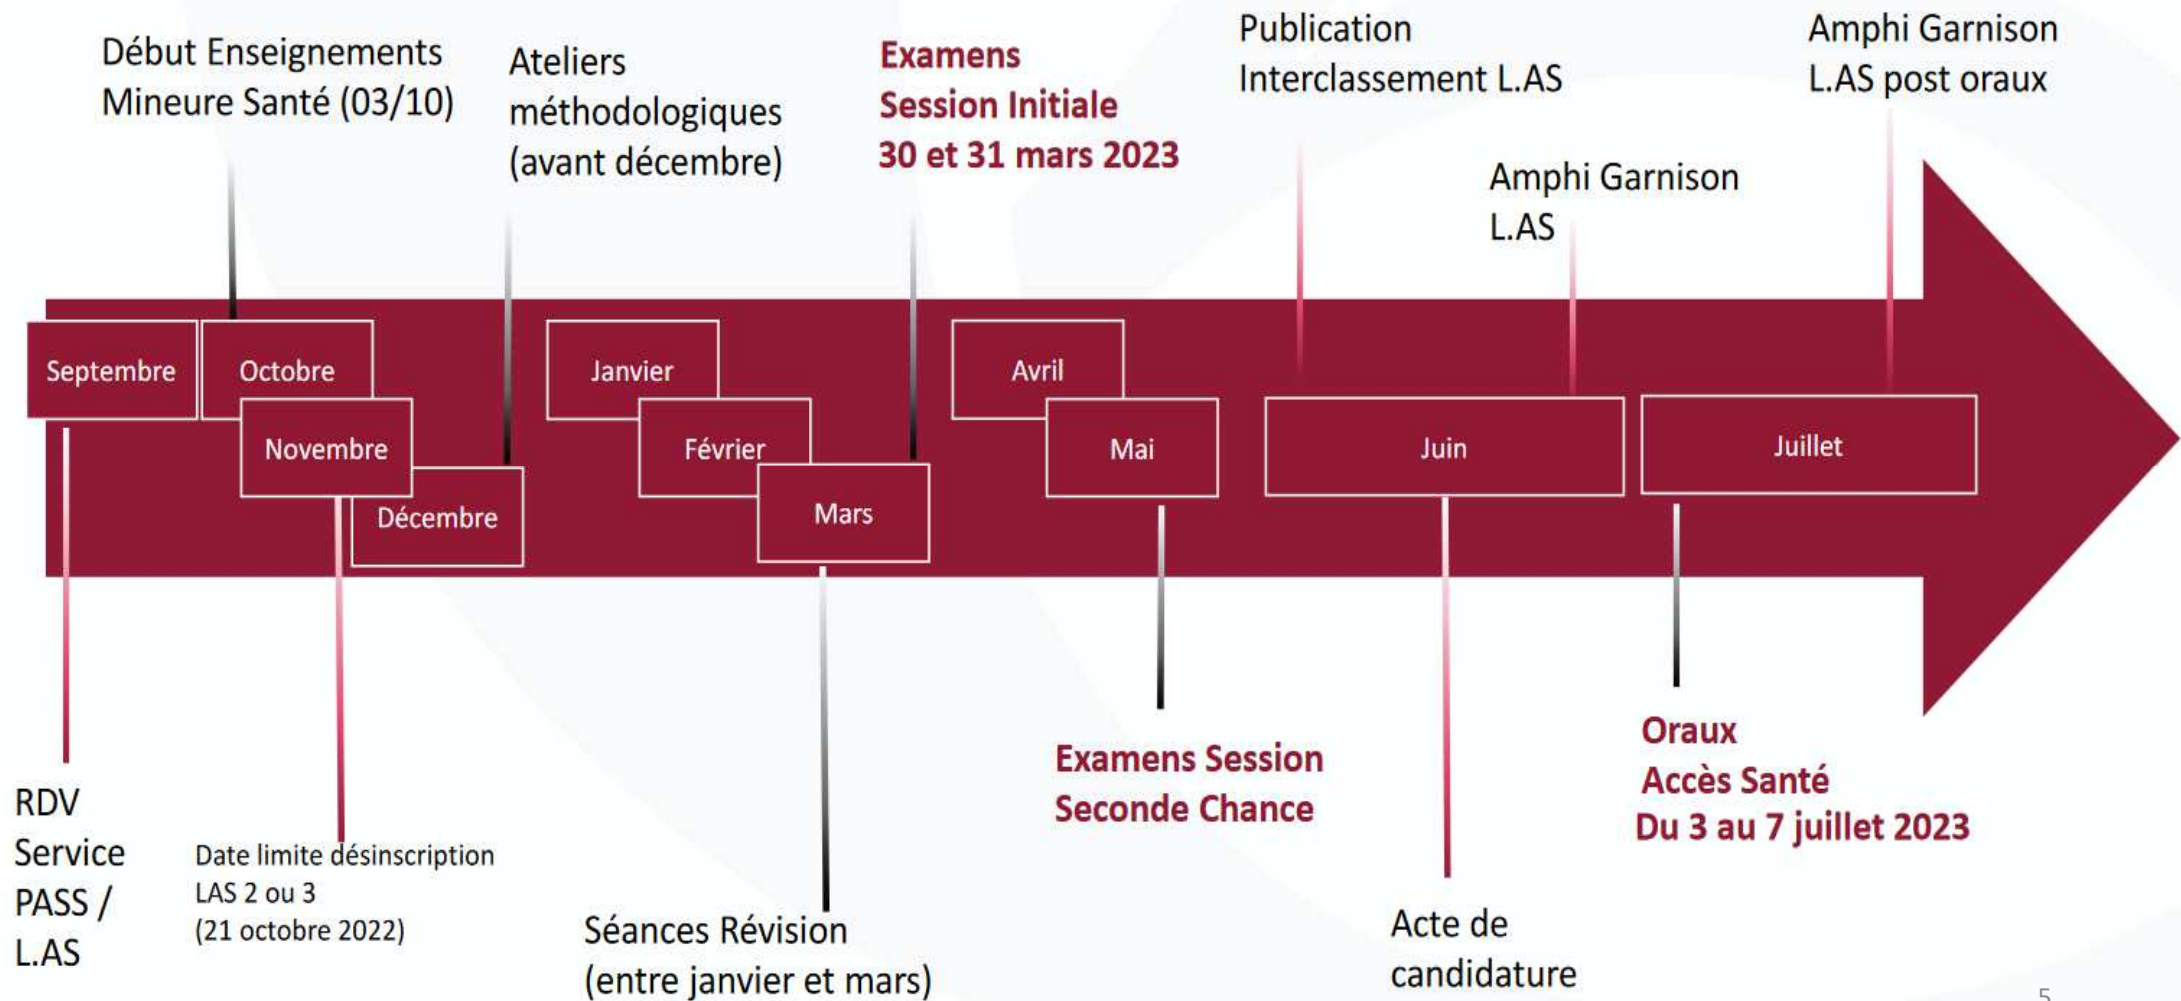 Début Enseignements
Mineure Santé (03/10)
Ateliers
méthodologiques
(avant décembre)
Examens
Session Initiale
30 et 31 mars 2023
Publication
Interclassement L.AS
Amphi Garnison
L.AS
Amphi Garnison
L.AS post oraux
Septembre
Octobre
Novembre
Décembre
Janvier
Février
Mars
Avril
Mai
Juin
Juillet
RDV
Service
PASS /
L.AS
Date limite désinscription
LAS 2 ou 3
(21 octobre 2022)
Séances Révision
(entre janvier et mars)
Examens Session
Seconde Chance
Acte de
candidature
Oraux
Accès Santé
Du 3 au 7 juillet 2023
5